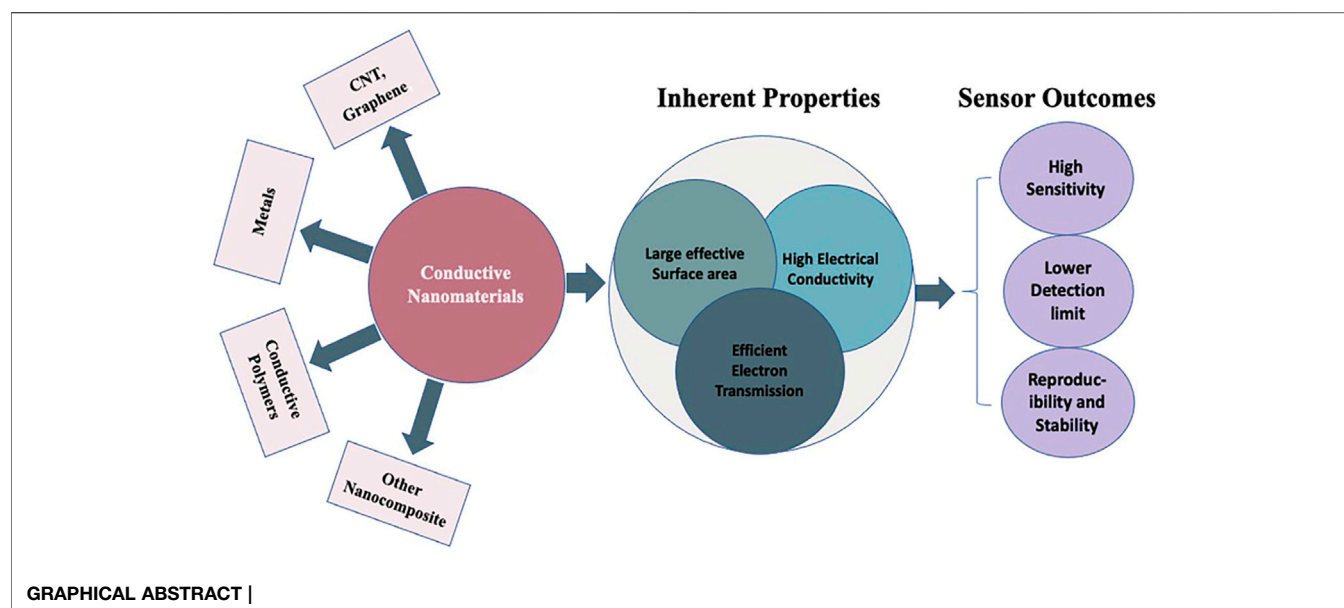 CNT,
Graphene
Metals
Conductive
Polymers
Other
Nanocomposite
Conductive
Nanomaterials
Inherent Properties
Large effective
Surface area
High Electrical
Conductivity
Efficient
Electron
Transmission
Sensor Outcomes
High
Sensitivity
Lower
Detection
limit
Reproduc-
ibility and
Stability
GRAPHICAL ABSTRACT |